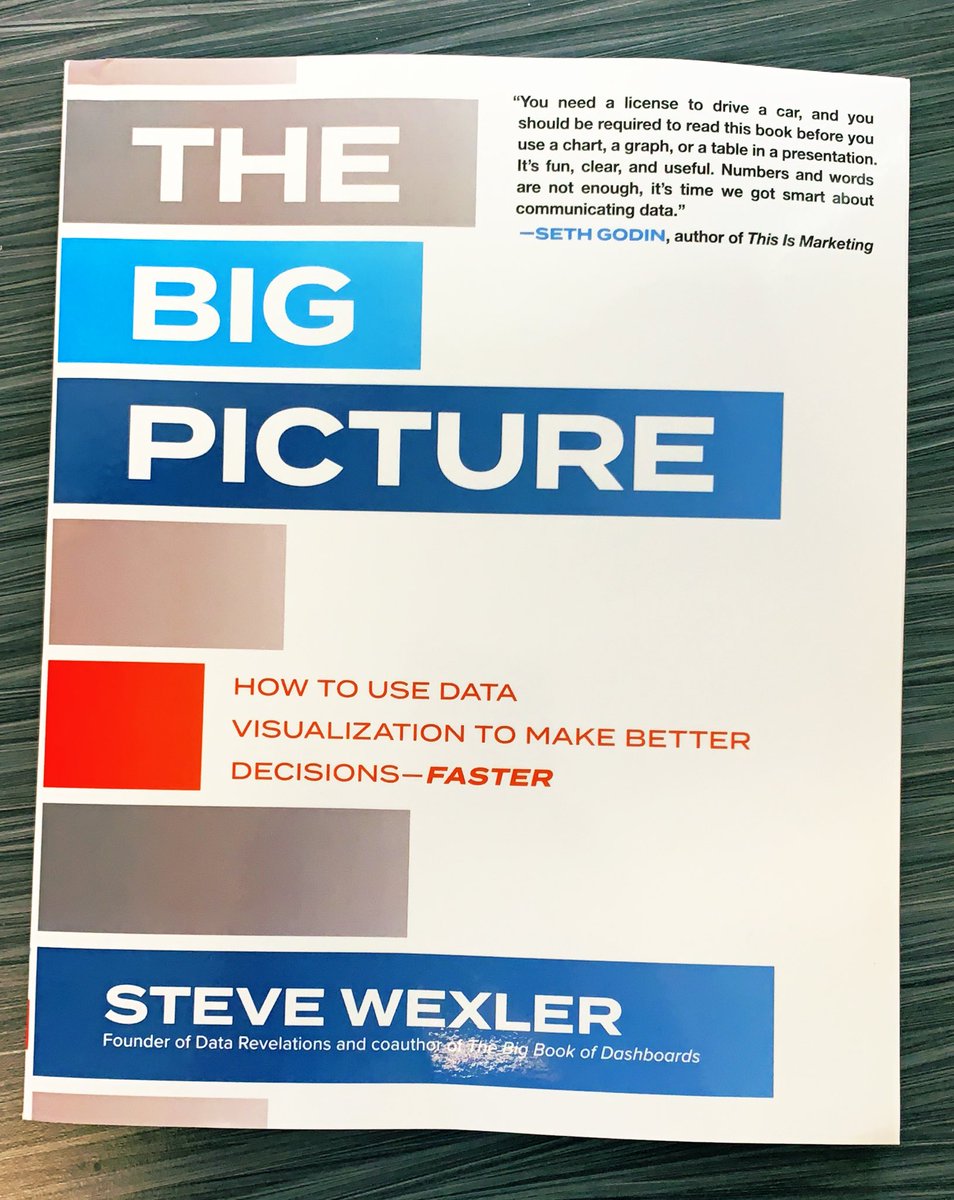 THE
BIG
PICTURE
“You need a license to drive a car, and you
should be required to read this book before you
use a chart, a graph, or a table in a presentation.
It’s fun, clear, and useful. Numbers and words
are not enough, it’s time we got smart about
communicating data.”
—SETH GODIN, author of This Is Marketing
HOW TO USE DATA
VISUALIZATION TO MAKE BETTER
DECISIONS—FASTER
STEVE WEXLER
Founder of Data Revelations and coauthor of The Big Book of Dashboards